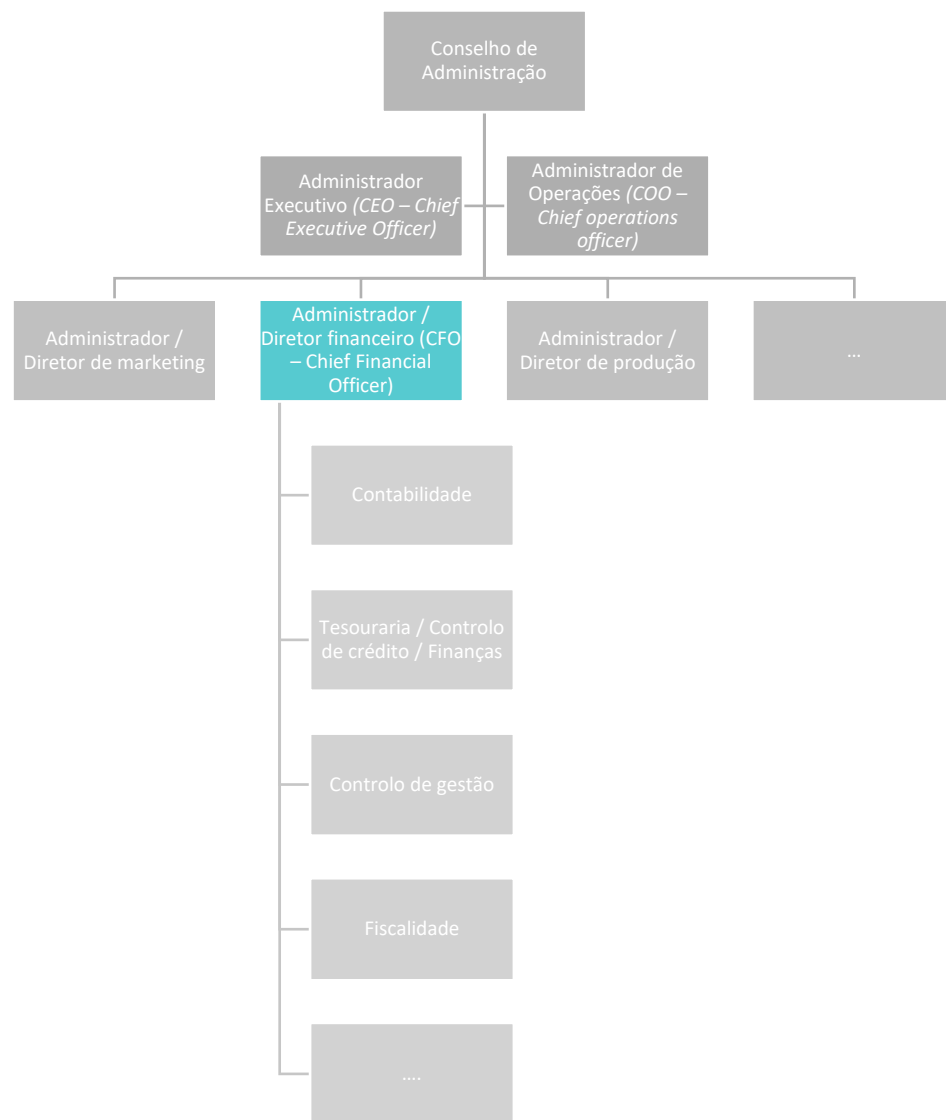 Conselho de
Administração
Administrador
Executivo (CEO – Chief
Executive Officer)
Administrador de
Operações (COO –
Chief operations
officer)
Administrador /
Diretor de marketing
Administrador /
Diretor financeiro (CFO
– Chief Financial
Officer)
Administrador /
Diretor de produção
...
Contabilidade
Tesouraria / Controlo
de crédito / Finanças
Controlo de gestão
Fiscalidade
....